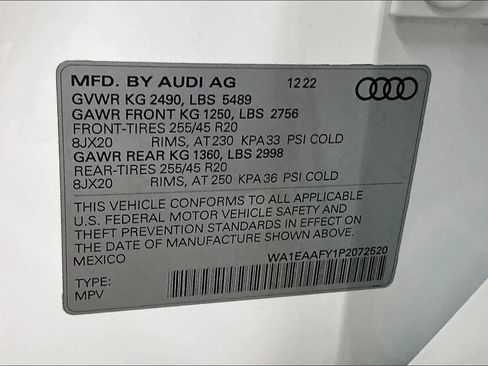 MFD. BY AUDI AG 12 22
GVWR KG 2490, LBS 5489
GAWR FRONT KG 1250, LBS 2756
FRONT-TIRES 255/45 R20
8JX20 RIMS, AT 230 KPA 33 PSI COLD
GAWR REAR KG 1360, LBS 2998
REAR-TIRES 255/45 R20
8JX20 RIMS, AT 250 KPA 36 PSI COLD
THIS VEHICLE CONFORMS TO ALL APPLICABLE
U.S. FEDERAL MOTOR VEHICLE SAFETY AND
THEFT PREVENTION STANDARDS IN EFFECT ON
THE DATE OF MANUFACTURE SHOWN ABOVE.
MEXICO WA1EAAFY1P2072520
TYPE:
MPV